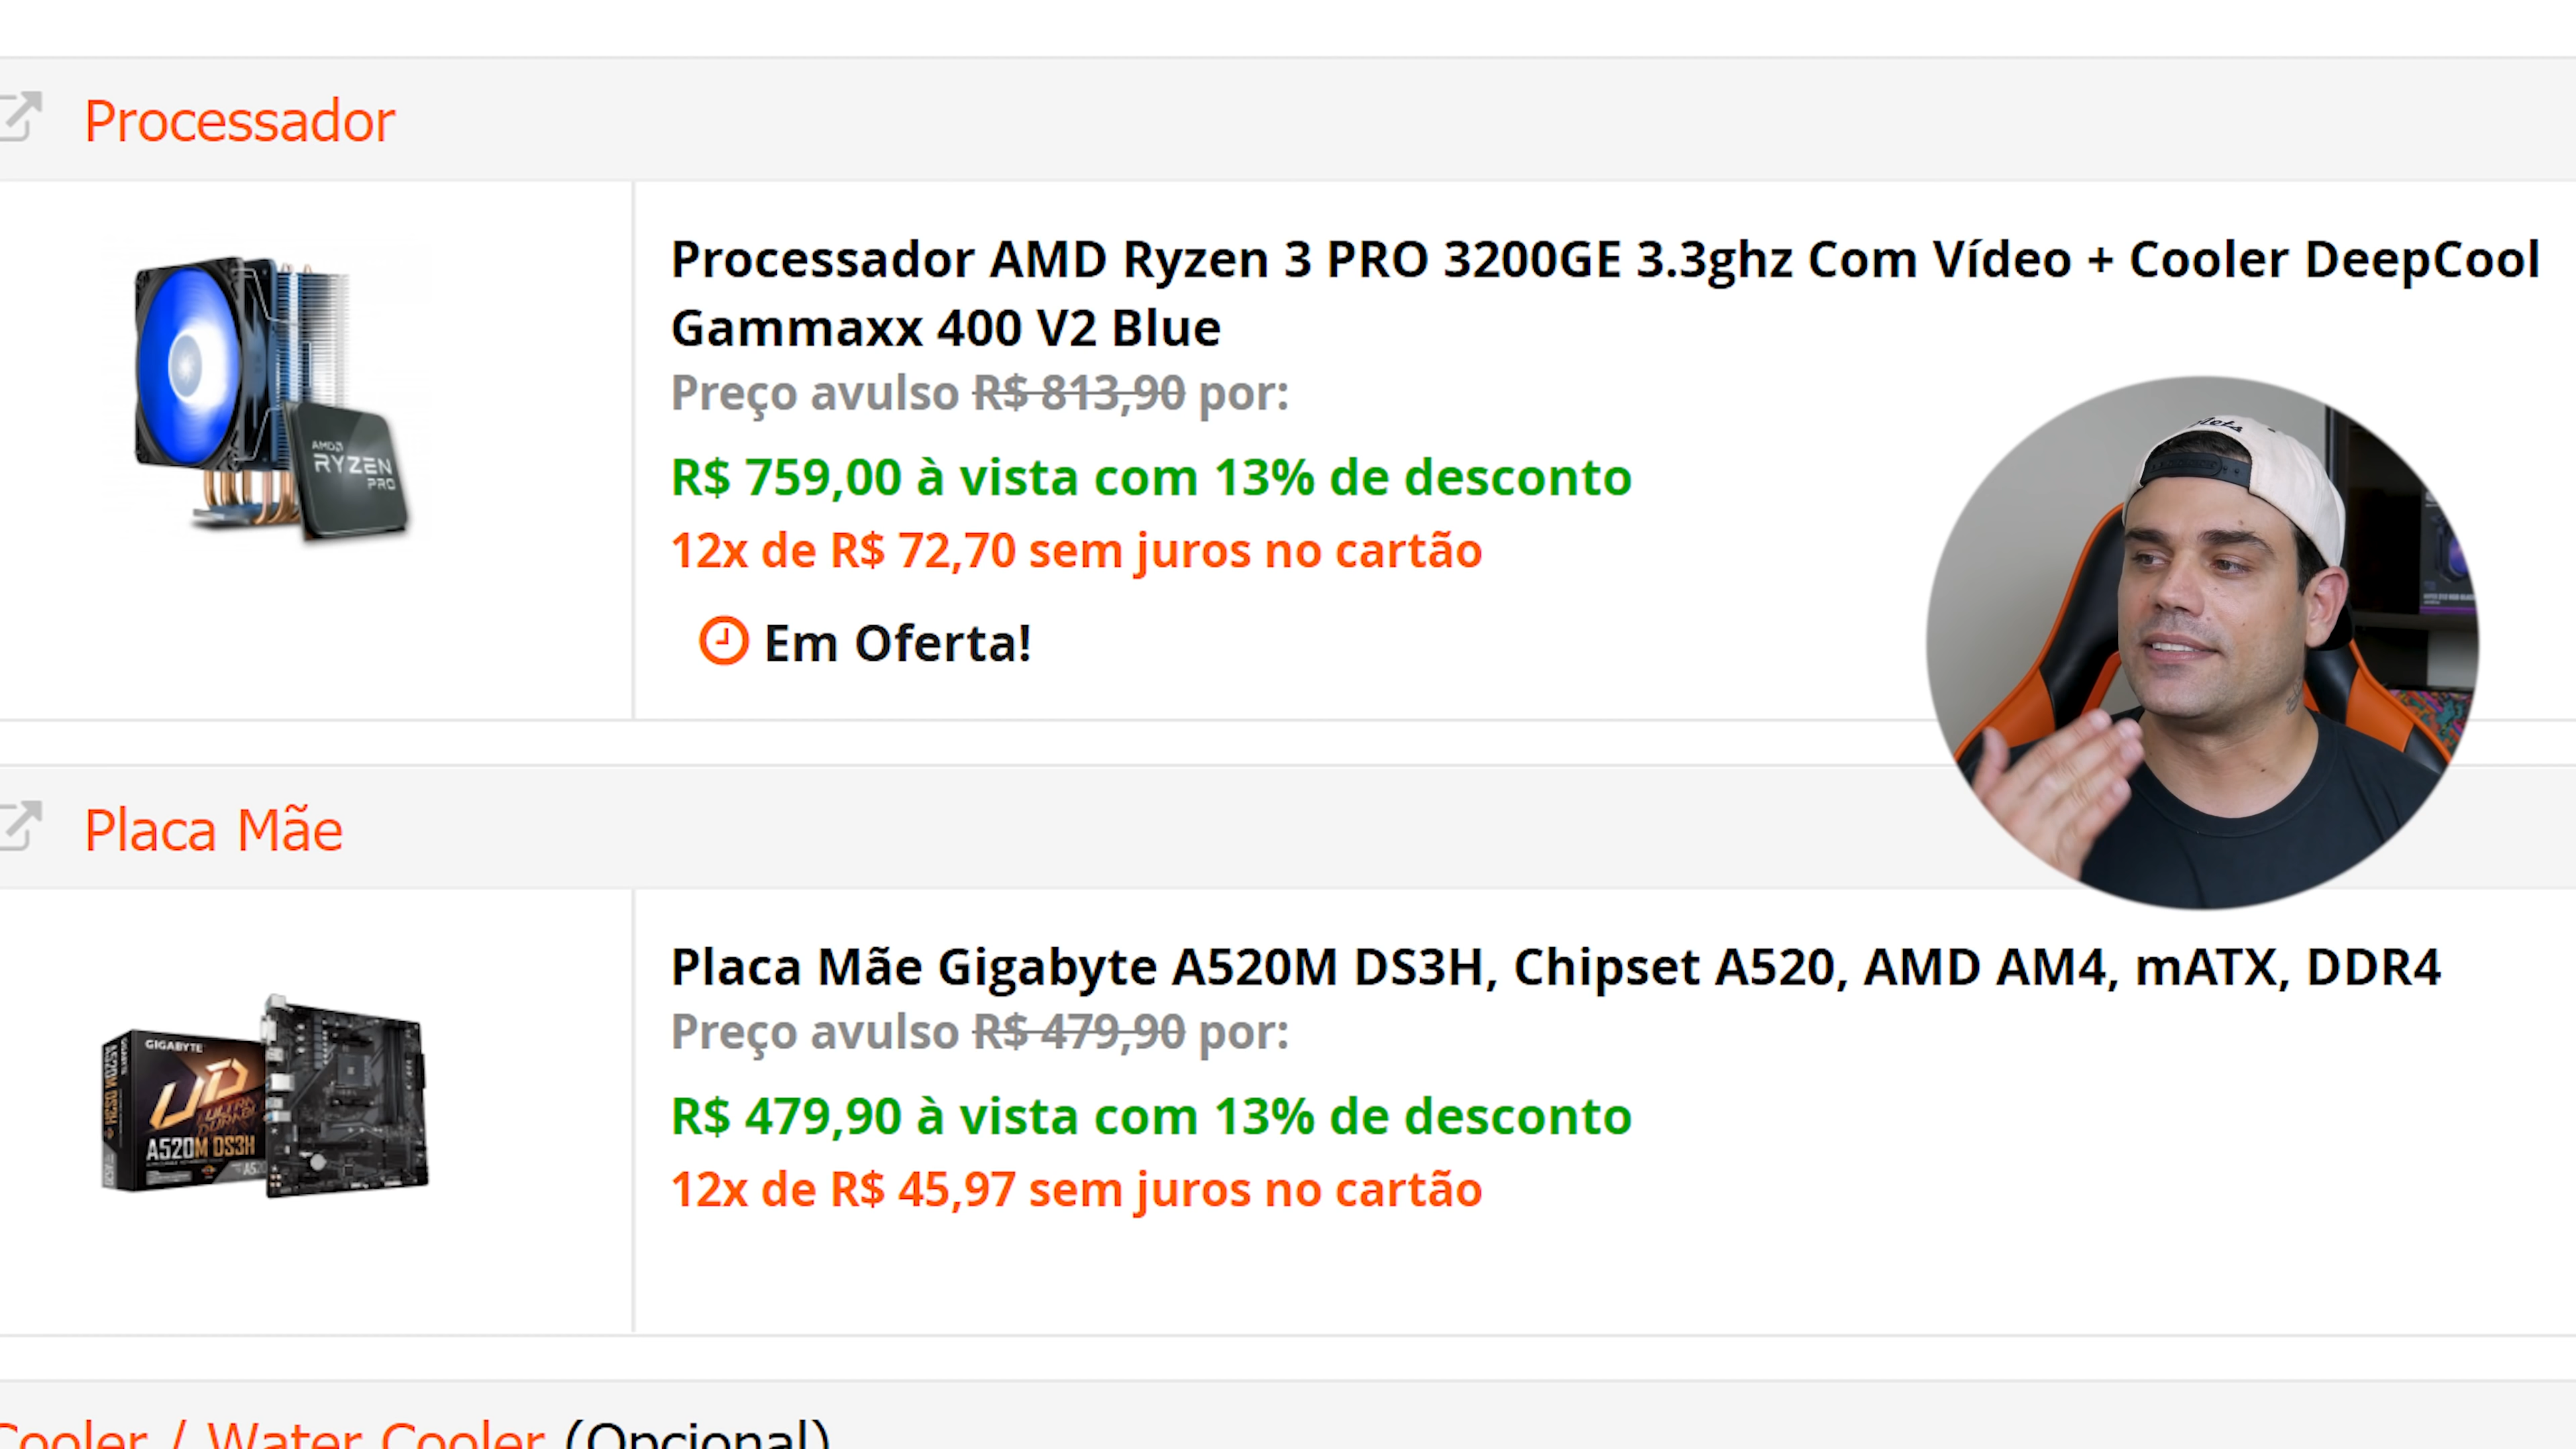 Processador
Processador AMD Ryzen 3 PRO 3200GE 3.3ghz Com Vídeo + Cooler DeepCool
Gammaxx 400 V2 Blue
Preço avulso R$ 813,90 por:
R$ 759,00 à vista com 13% de desconto
12x de R$ 72,70 sem juros no cartão
Em Oferta!
AMD
RYZEN
PRO
Placa Mãe
Placa Mãe Gigabyte A520M DS3H, Chipset A520, AMD AM4, mATX, DDR4
Preço avulso R$ 479,90 por:
R$ 479,90 à vista com 13% de desconto
12x de R$ 45,97 sem juros no cartão
GIGABYTE
UD
ULTRA
A520M DS3H
A520M DS3H
Cooler / Water Cooler (Opcional)